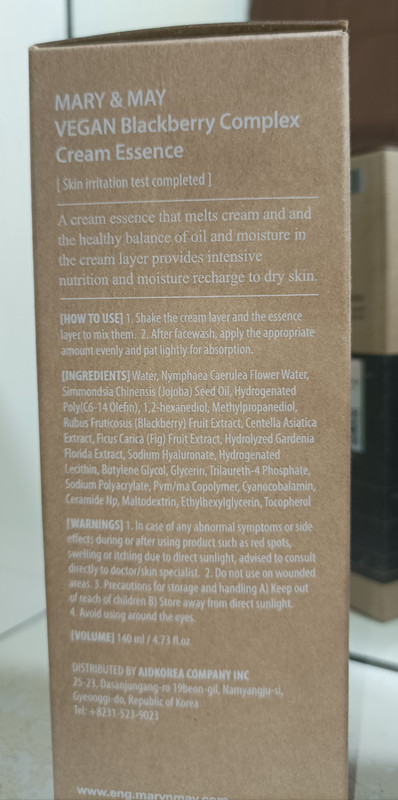 MARY & MAY
VEGAN Blackberry Complex
Cream Essence
[ Skin irritation test completed ]
A cream essence that melts cream and and
the healthy balance of oil and moisture in
the cream layer provides intensive
nutrition and moisture recharge to dry skin.
[HOW TO USE] 1. Shake the cream layer and the essence
layer to mix them. 2. After facewash, apply the appropriate
amount evenly and pat lightly for absorption.
[INGREDIENTS] Water, Nymphaea Caerulea Flower Water,
Simmondsia Chinensis (Jojoba) Seed Oil, Hydrogenated
Poly(C6-14 Olefin), 1,2-hexanediol, Methylpropanediol,
Rubus Fruticosus (Blackberry) Fruit Extract, Centella Asiatica
Extract, Ficus Carica (Fig) Fruit Extract, Hydrolyzed Gardenia
Florida Extract, Sodium Hyaluronate, Hydrogenated
Lecithin, Butylene Glycol, Glycerin, Trilaureth-4 Phosphate,
Sodium Polyacrylate, Pvm/ma Copolymer, Cyanocobalamin,
Ceramide Np, Maltodextrin, Ethylhexylglycerin, Tocopherol
[WARNINGS] 1. In case of any abnormal symptoms or side
effects during or after using product such as red spots,
swelling or itching due to direct sunlight, advised to consult
directly to doctor/skin specialist. 2. Do not use on wounded
areas. 3. Precautions for storage and handling A) Keep out
of reach of children B) Store away from direct sunlight.
4. Avoid using around the eyes.
[VOLUME] 140 ml / 4.73 fl.oz
DISTRIBUTED BY AIDKOREA COMPANY INC
25-23, Dasanjungang-ro 19beon-gil, Namyangju-si,
Gyeonggi-do, Republic of Korea
Tel: +8231-523-9023
www.eng.marynmay.com